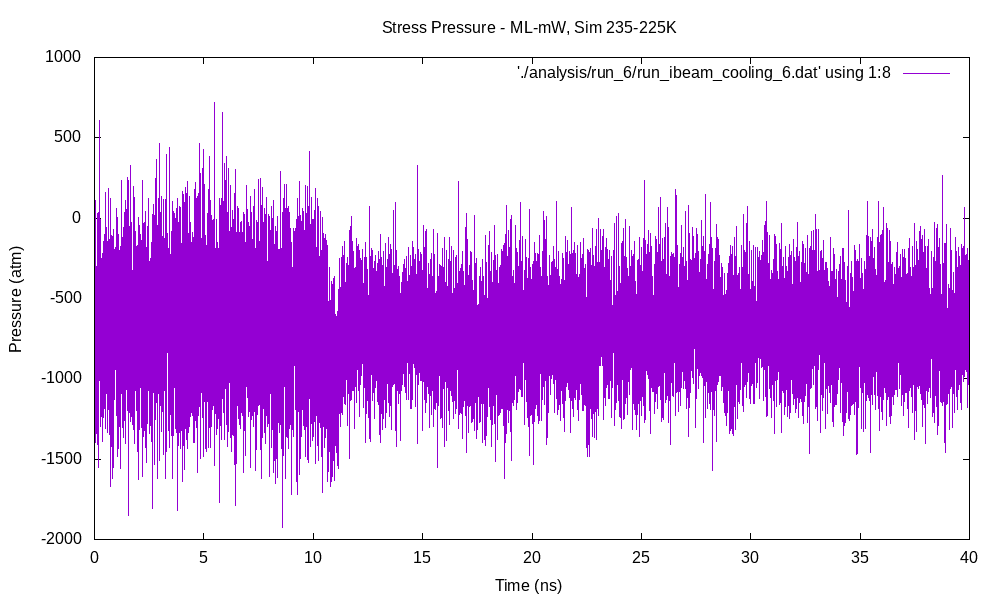 Stress Pressure - ML-mW, Sim 235-225K
'./analysis/run_6/run_ibeam_cooling_6.dat' using 1:8
1000
500
0
-500
-1000
-1500
-2000
Pressure (atm)
0 5 10 15 20 25 30 35 40
Time (ns)